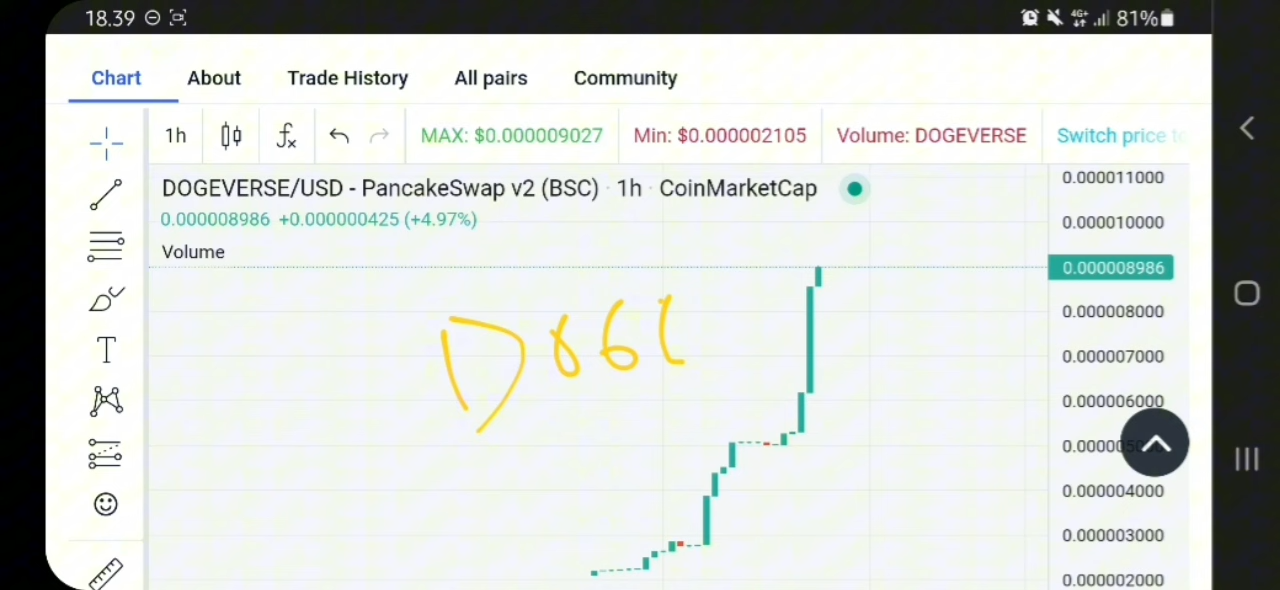 18.39 4G+ 81%
Chart About Trade History All pairs Community
1h fx MAX: $0.000009027 Min: $0.000002105 Volume: DOGEVERSE Switch price to
DOGEVERSE/USD - PancakeSwap v2 (BSC) · 1h · CoinMarketCap
0.000008986 +0.000000425 (+4.97%)
Volume
T
0.000011000
0.000010000
0.000008986
0.000008000
0.000007000
0.000006000
0.000004000
0.000003000
0.000002000